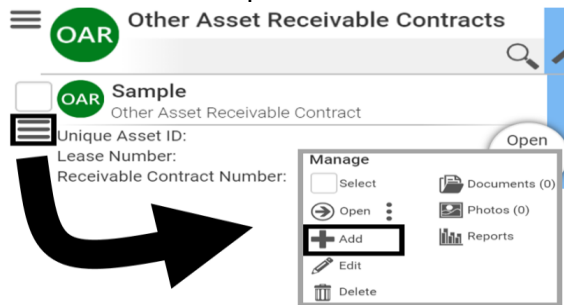 OAR Other Asset Receivable Contracts
OAR Sample
Other Asset Receivable Contract
Unique Asset ID:
Open
Lease Number:
Receivable Contract Number:
Manage
Select Documents (0)
Open Photos (0)
Add Reports
Edit
Delete